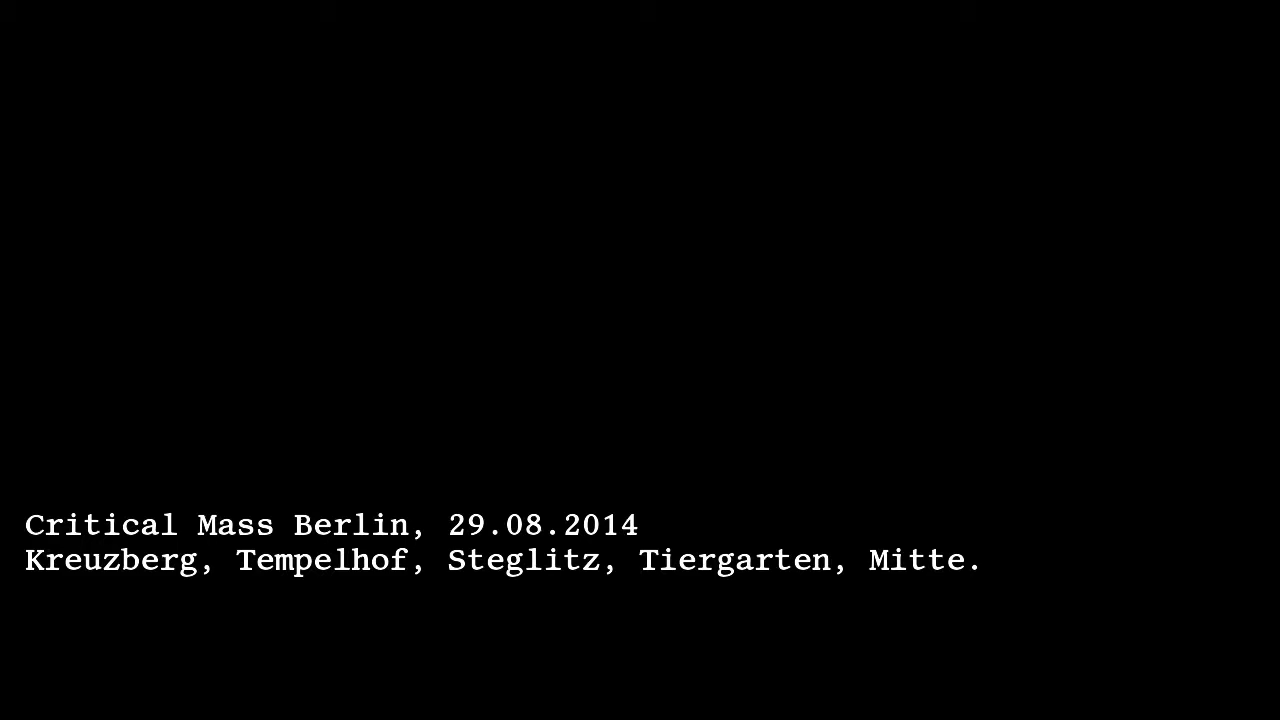 Critical Mass Berlin, 29.08.2014
Kreuzberg, Tempelhof, Steglitz, Tiergarten, Mitte.